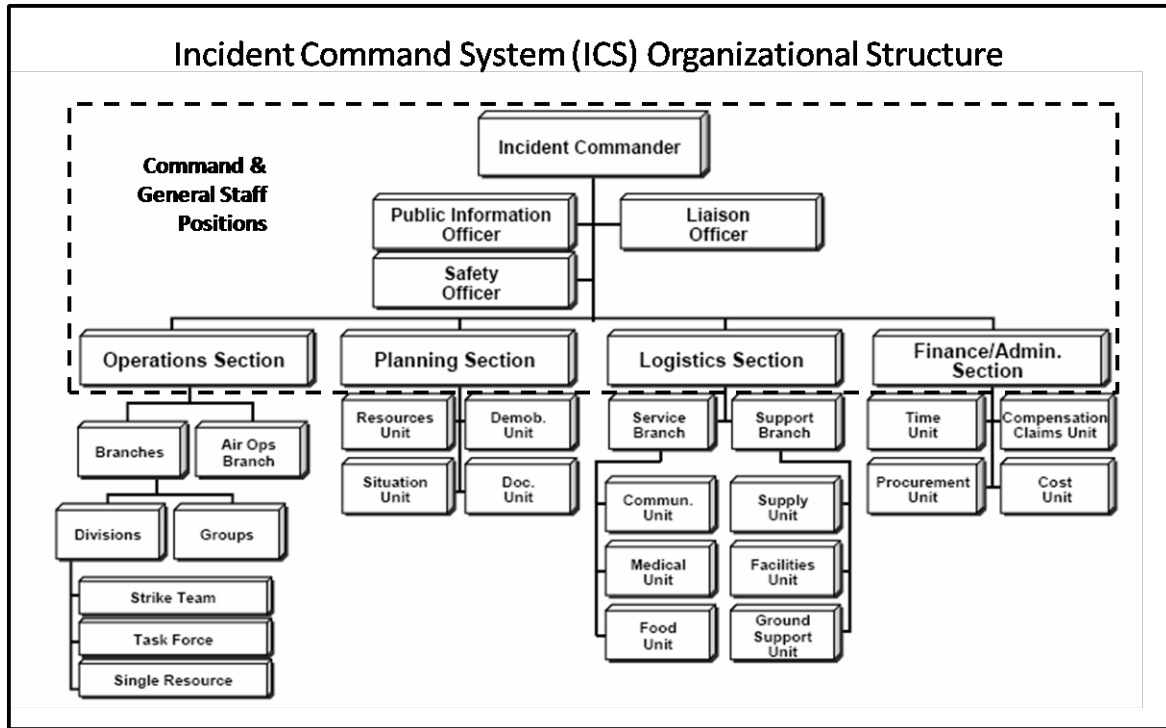 Incident Command System (ICS) Organizational Structure
Command &
General Staff
Positions
Incident Commander
Public Information
Officer
Liaison
Officer
Safety
Officer
Operations Section
Planning Section
Logistics Section
Finance/Admin.
Section
Branches
Air Ops
Branch
Divisions
Groups
Strike Team
Task Force
Single Resource
Resources
Unit
Demob.
Unit
Situation
Unit
Doc.
Unit
Service
Branch
Support
Branch
Commun.
Unit
Supply
Unit
Medical
Unit
Facilities
Unit
Food
Unit
Ground
Support
Unit
Time
Unit
Compensation
Claims Unit
Procurement
Unit
Cost
Unit